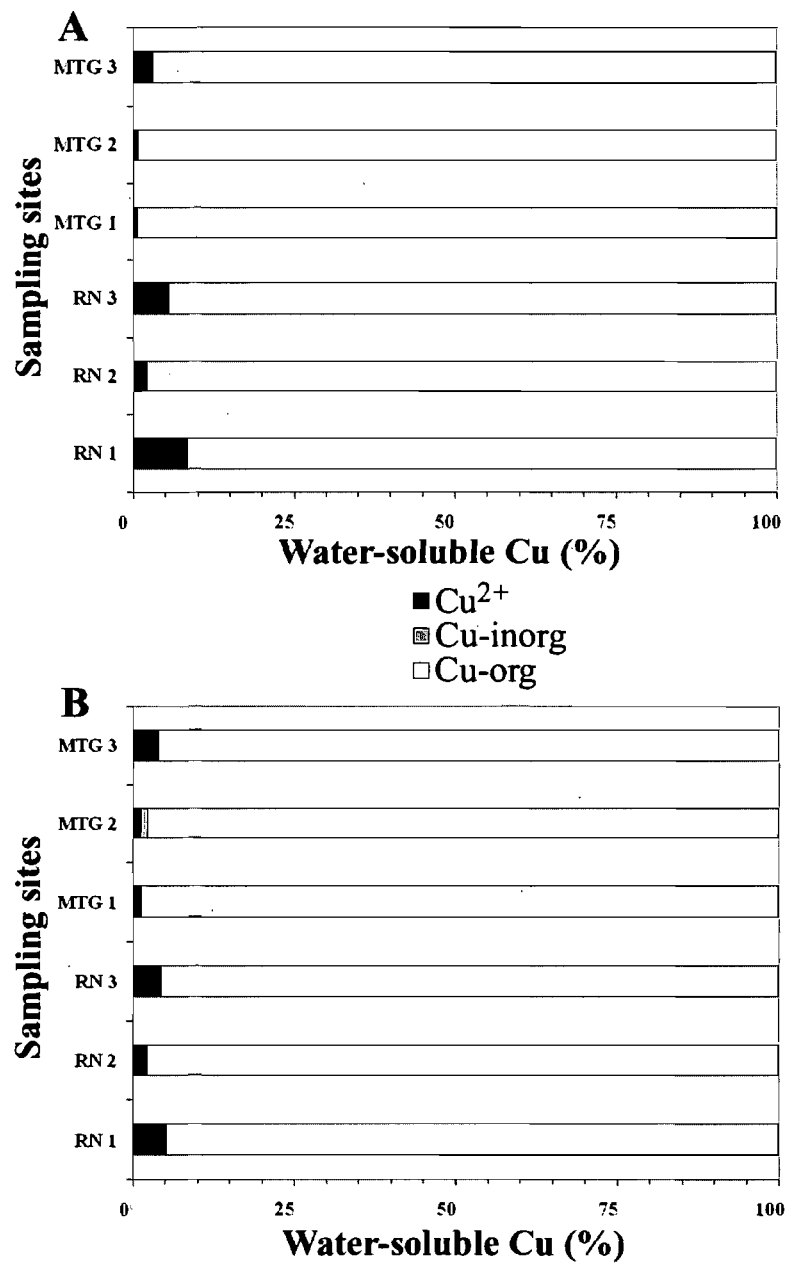 A
MTG 3
MTG 2
MTG 1
RN 3
RN 2
RN 1
Sampling sites
0 25 50 75 100
Water-soluble Cu (%)
Cu2+
Cu-inorg
Cu-org
B
MTG 3
MTG 2
MTG 1
RN 3
RN 2
RN 1
Sampling sites
0 25 50 75 100
Water-soluble Cu (%)